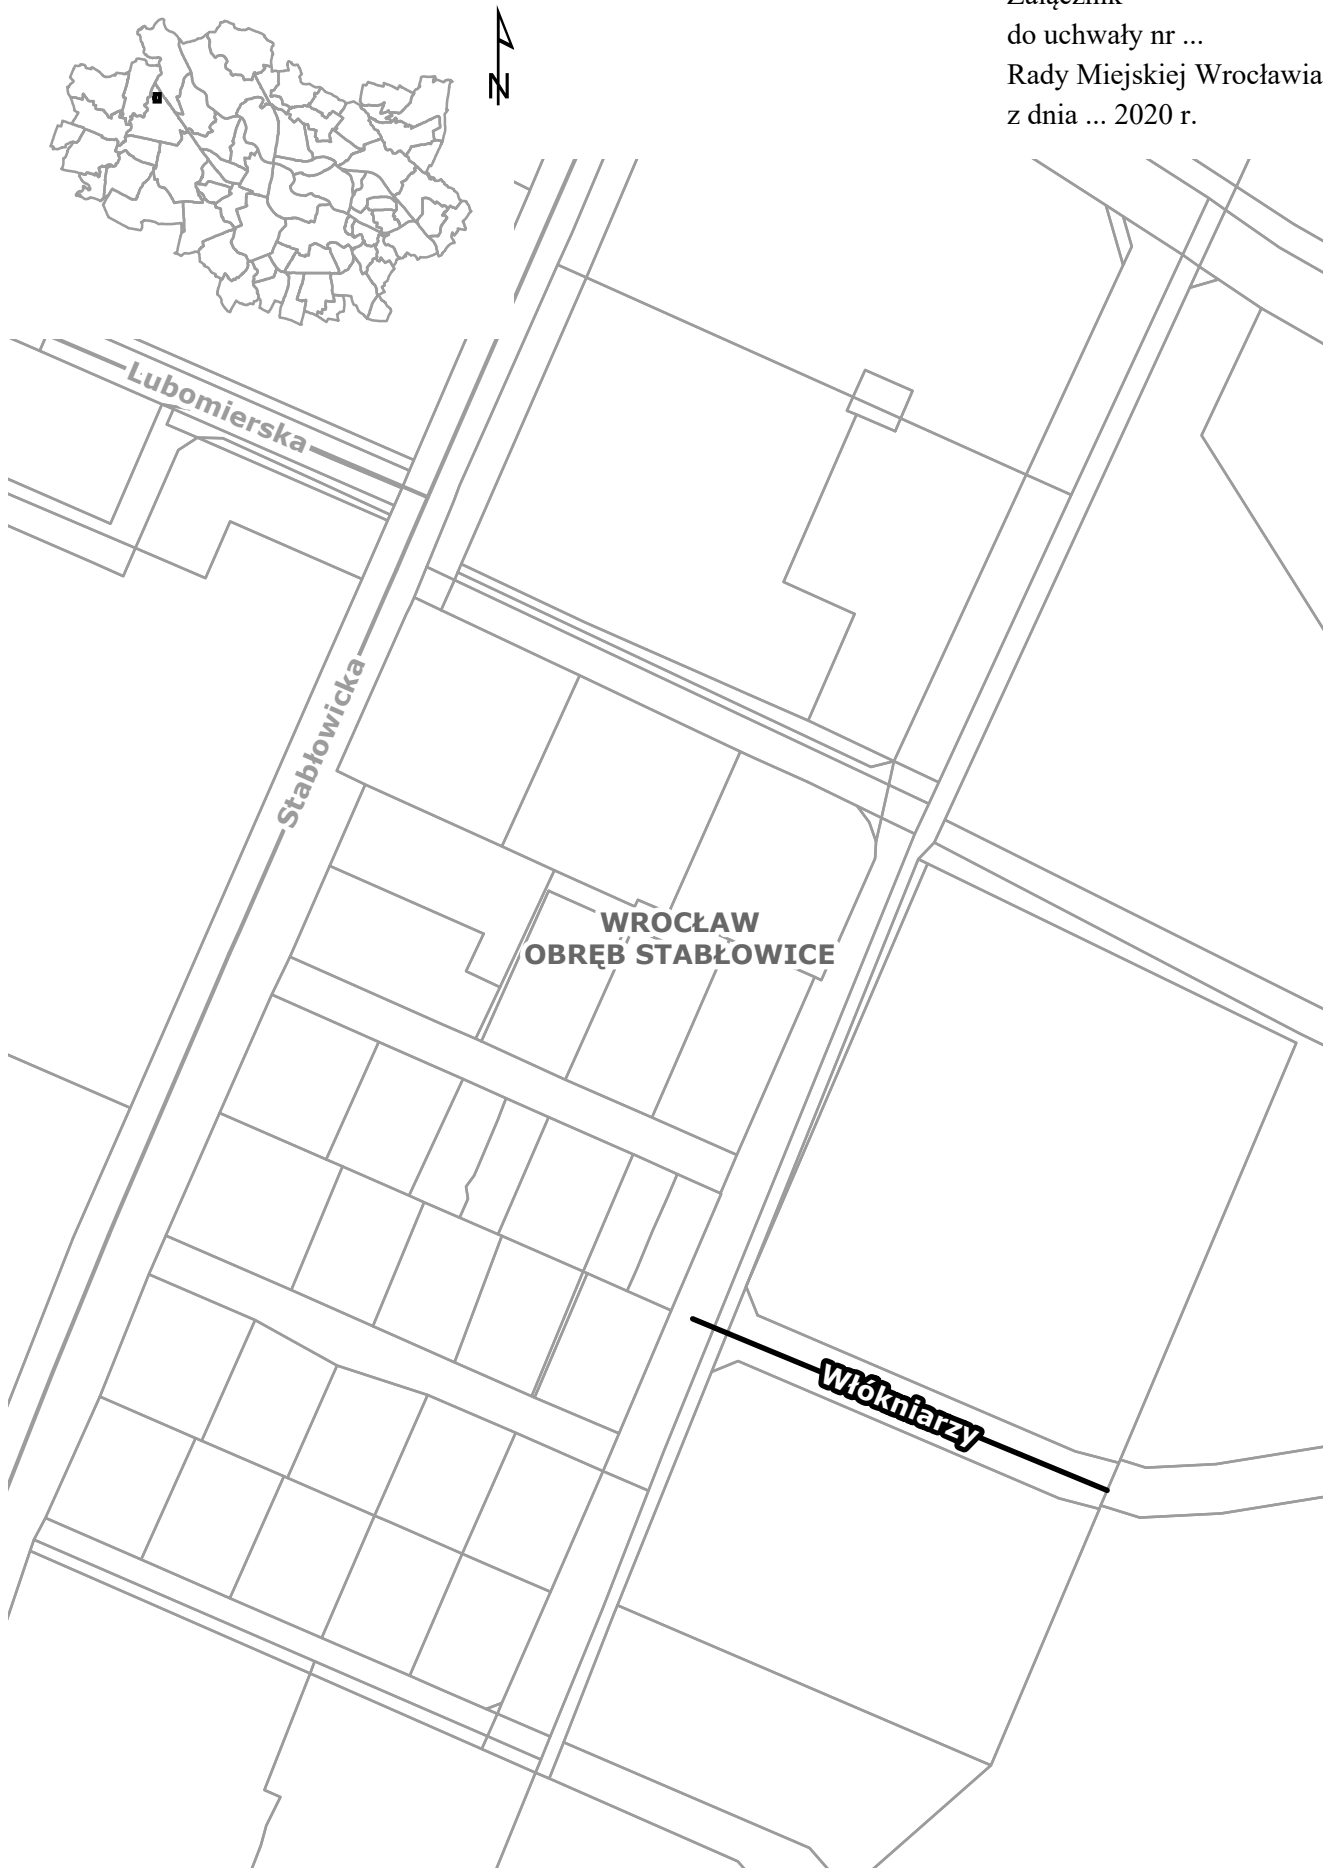 Załącznik
do uchwały nr ...
Rady Miejskiej Wrocławia
z dnia ... 2020 r.
N
Lubomierska
Stabłowicka
WROCŁAW
OBRĘB STABŁOWICE
Włókniarzy